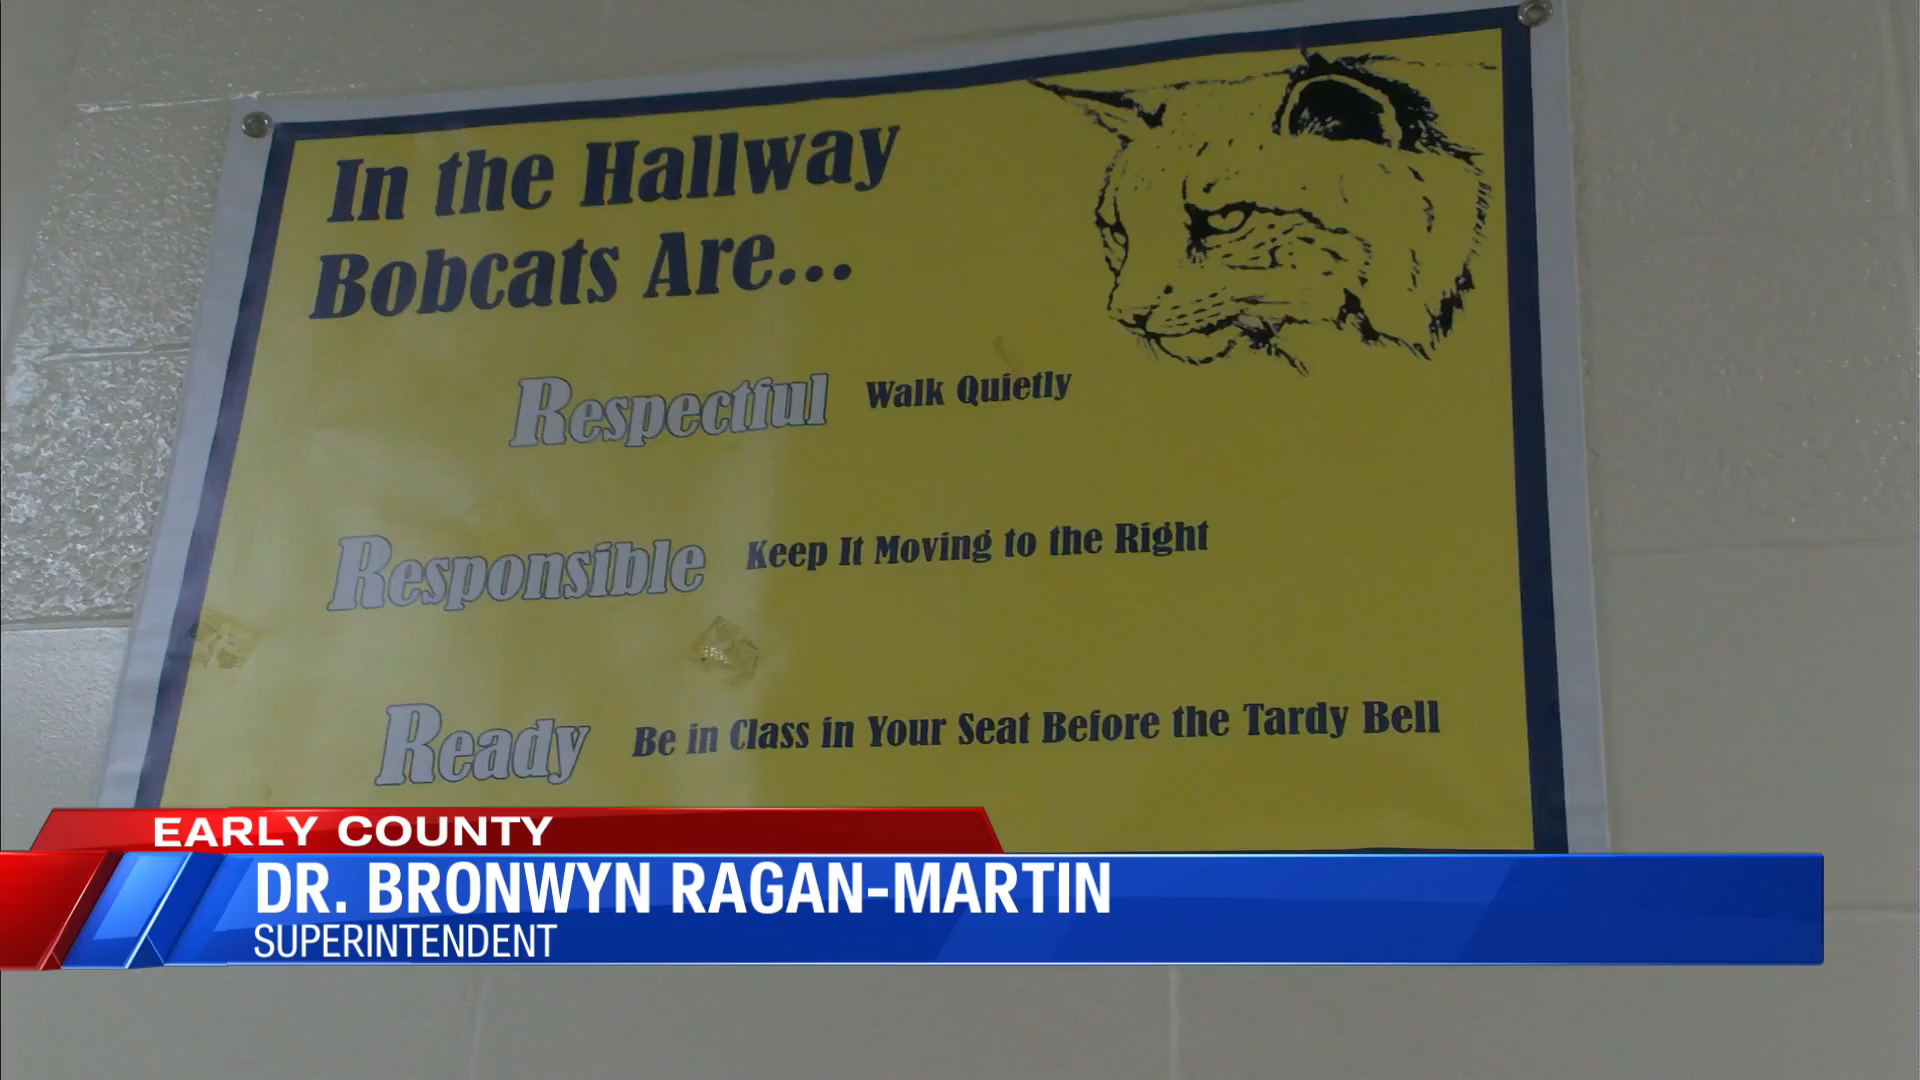 In the Hallway
Bobcats Are...
Respectful Walk Quietly
Responsible Keep It Moving to the Right
Ready Be in Class in Your Seat Before the Tardy Bell
EARLY COUNTY
DR. BRONWYN RAGAN-MARTIN
SUPERINTENDENT